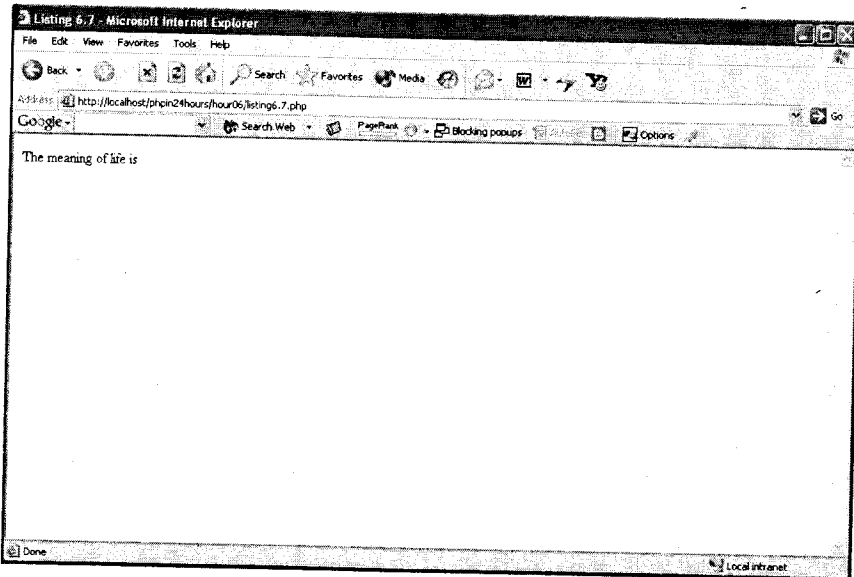 Listing 6.7 - Microsoft Internet Explorer
File Edit View Favorites Tools Help
Back Search Favorites Media W
Address http://localhost/phpin24hours/hour06/listing6.7.php Go
Google Search Web PageRank Blocking popups Options
The meaning of life is
Done Local intranet